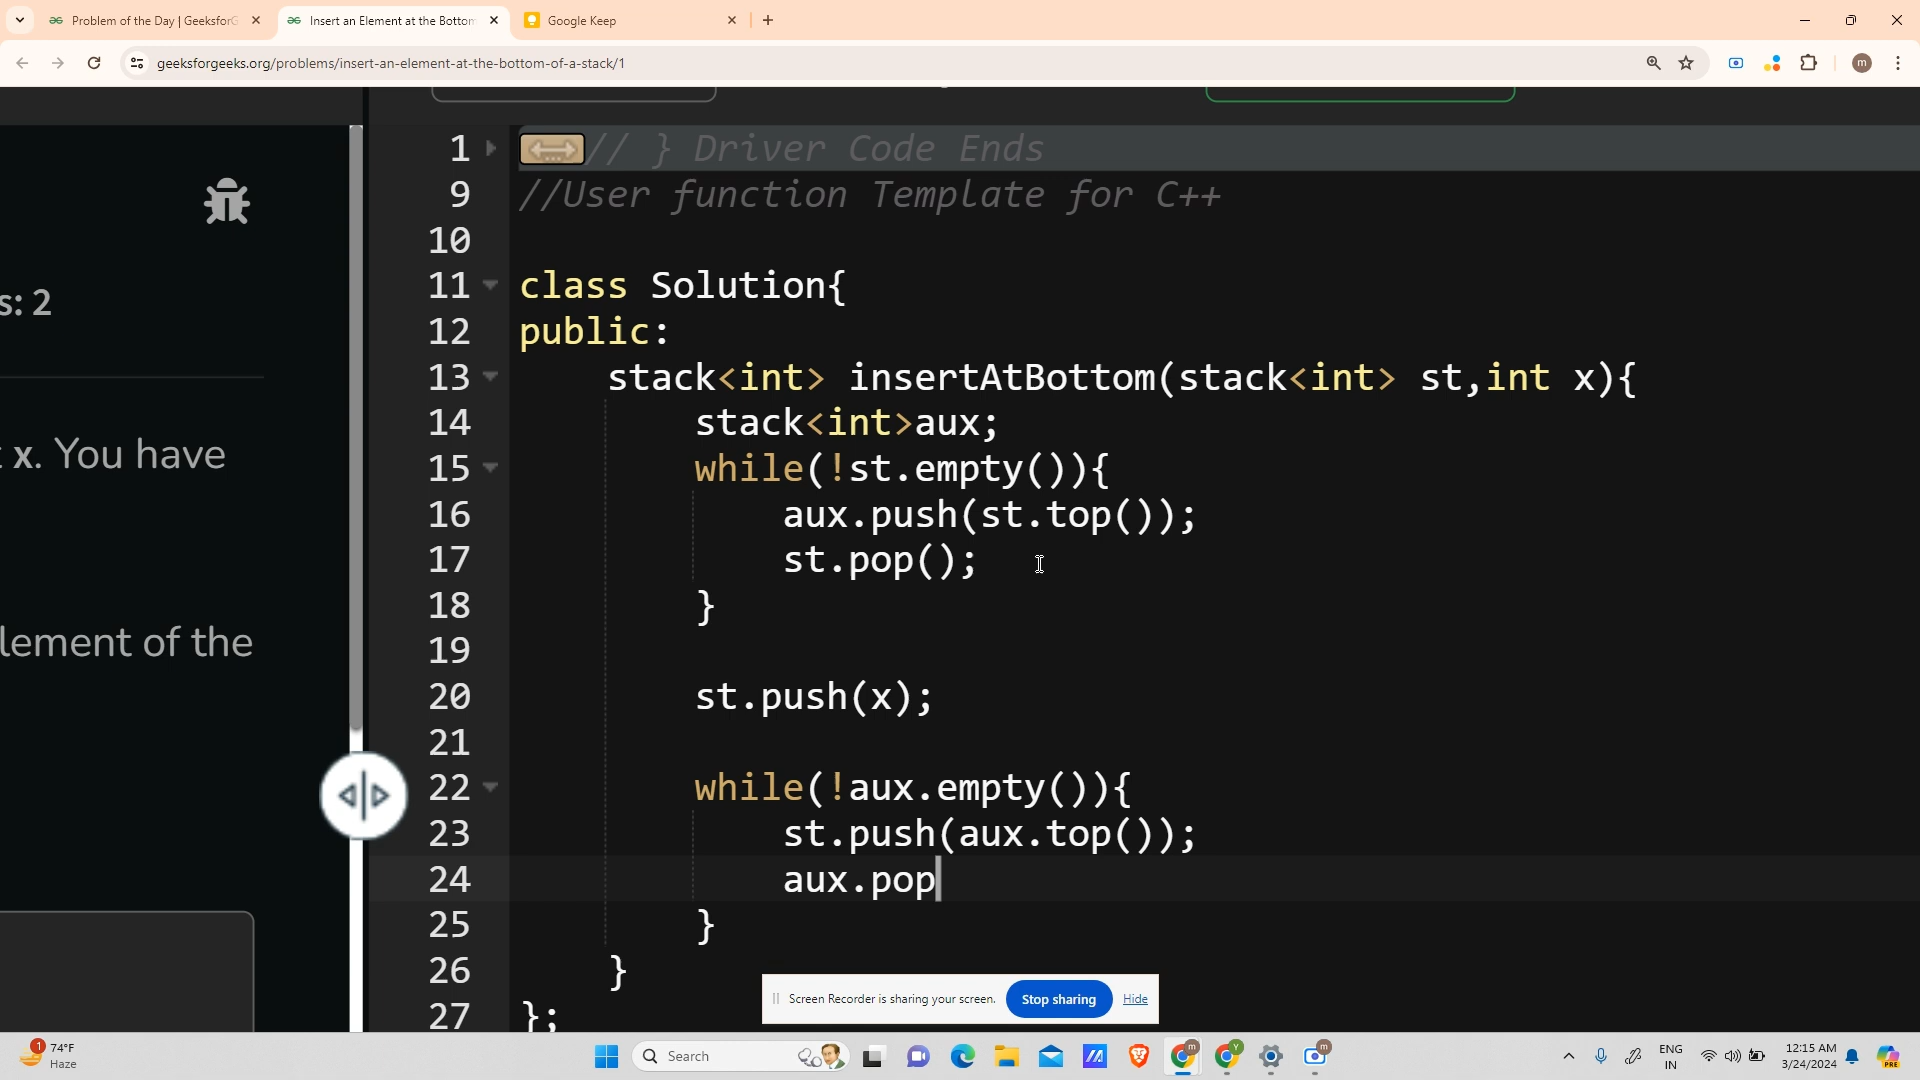 Problem of the Day | GeeksforG
Insert an Element at the Bottom
Google Keep
geeksforgeeks.org/problems/insert-an-element-at-the-bottom-of-a-stack/1
m
s: 2
x. You have
lement of the
1 // } Driver Code Ends
9 //User function Template for C++
10
11 class Solution{
12 public:
13 stack<int> insertAtBottom(stack<int> st,int x){
14 stack<int>aux;
15 while(!st.empty()){
16 aux.push(st.top());
17 st.pop();
18 }
19
20 st.push(x);
21
22 while(!aux.empty()){
23 st.push(aux.top());
24 aux.pop
25 }
26 }
27 };
Screen Recorder is sharing your screen.
Stop sharing
Hide
1
74°F
Haze
Search
m
Y
m
ENG
IN
12:15 AM
3/24/2024
PRE